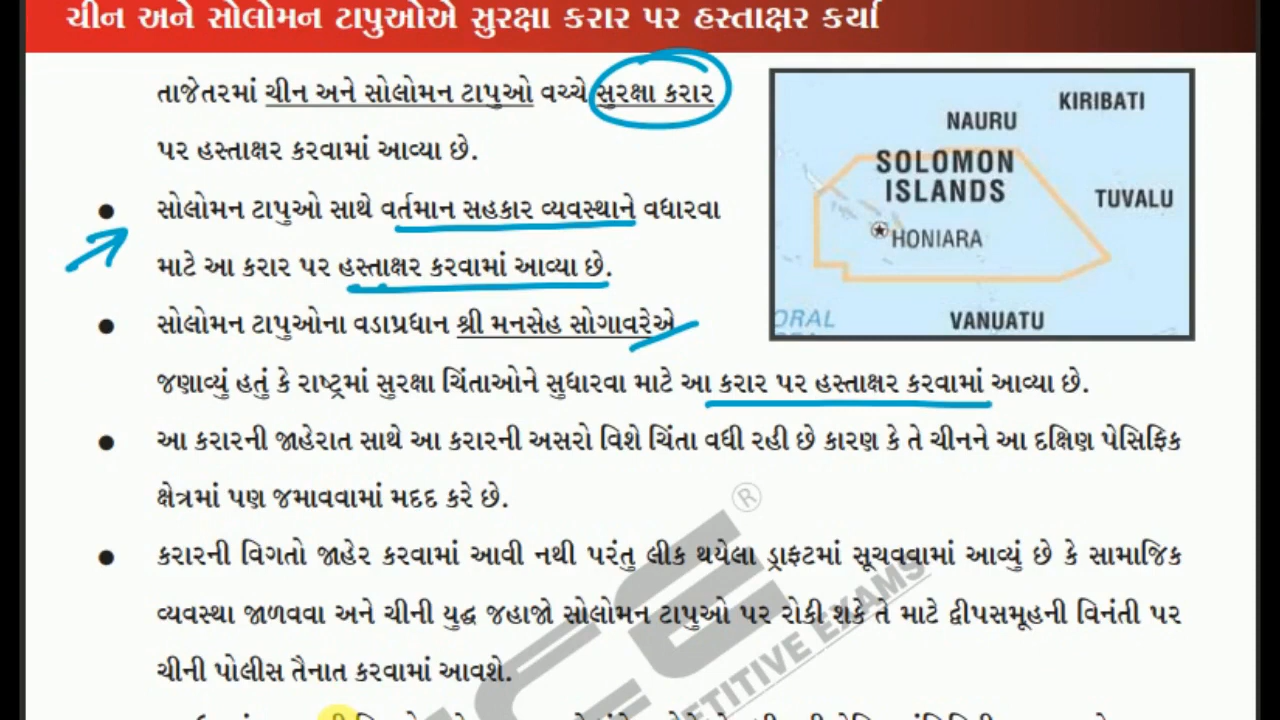 ચીન અને સોલોમન ટાપુઓએ સુરક્ષા કરાર પર હસ્તાક્ષર કર્યા
તાજેતરમાં ચીન અને સોલોમન ટાપુઓ વચ્ચે સુરક્ષા કરાર
પર હસ્તાક્ષર કરવામાં આવ્યા છે.
● સોલોમન ટાપુઓ સાથે વર્તમાન સહકાર વ્યવસ્થાને વધારવા
માટે આ કરાર પર હસ્તાક્ષર કરવામાં આવ્યા છે.
● સોલોમન ટાપુઓના વડાપ્રધાન શ્રી મનસેહ સોગાવરેએ
જણાવ્યું હતું કે રાષ્ટ્રમાં સુરક્ષા ચિંતાઓને સુધારવા માટે આ કરાર પર હસ્તાક્ષર કરવામાં આવ્યા છે.
● આ કરારની જાહેરાત સાથે આ કરારની અસરો વિશે ચિંતા વધી રહી છે કારણ કે તે ચીનને આ દક્ષિણ પેસિફિક
ક્ષેત્રમાં પણ જમાવવામાં મદદ કરે છે.
● કરારની વિગતો જાહેર કરવામાં આવી નથી પરંતુ લીક થયેલા ડ્રાફ્ટમાં સૂચવવામાં આવ્યું છે કે સામાજિક
વ્યવસ્થા જાળવવા અને ચીની યુદ્ધ જહાજો સોલોમન ટાપુઓ પર રોકી શકે તે માટે દ્વીપસમૂહની વિનંતી પર
ચીની પોલીસ તૈનાત કરવામાં આવશે.
KIRIBATI
NAURU
SOLOMON
ISLANDS
TUVALU
HONIARA
VANUATU
ORAL
®
ETITIVE EXAMS